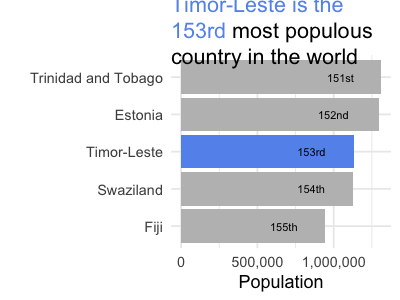 Timor-Leste is the
153rd most populous
country in the world
Trinidad and Tobago 151st
Estonia 152nd
Timor-Leste 153rd
Swaziland 154th
Fiji 155th
0 500,000 1,000,000
Population